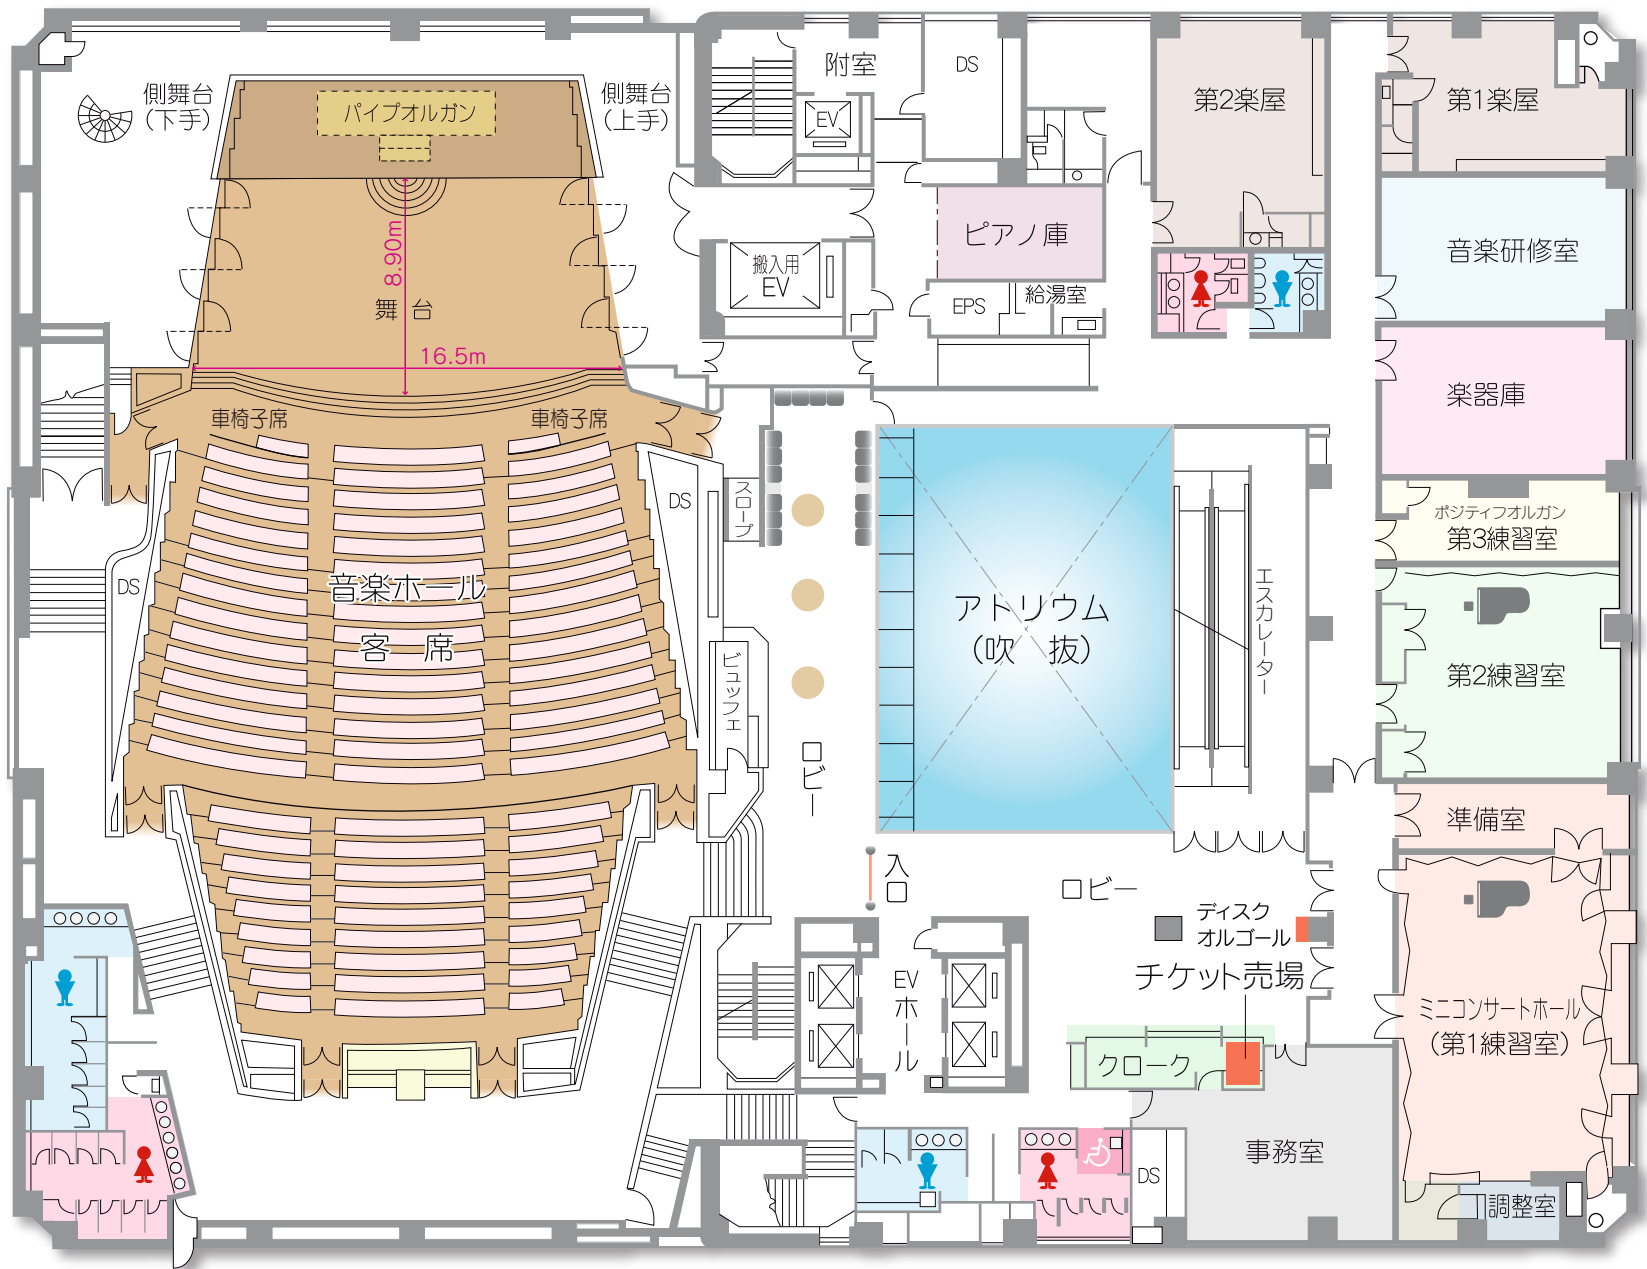 側舞台
(下手)
パイプオルガン
側舞台
(上手)
附室
EV
DS
第2楽屋
第1楽屋
8.90m
舞 台
16.5m
搬入用
EV
ピアノ庫
EPS
給湯室
音楽研修室
楽器庫
車椅子席
車椅子席
DS
スロープ
ポジティフオルガン
第3練習室
DS
音楽ホール
客 席
アトリウム
(吹 抜)
エスカレーター
ビュッフェ
第2練習室
ロビー
準備室
入口
ロビー
ディスク
オルゴール
チケット売場
EVホール
ミニコンサートホール
(第1練習室)
クローク
事務室
DS
調整室